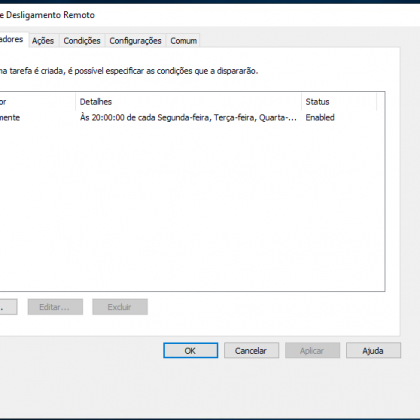 e Desligamento Remoto
adores Ações Condições Configurações Comum
na tarefa é criada, é possível especificar as condições que a dispararão.
or Detalhes Status
mente Às 20:00:00 de cada Segunda-feira, Terça-feira, Quarta-... Enabled
... Editar... Excluir
OK Cancelar Aplicar Ajuda